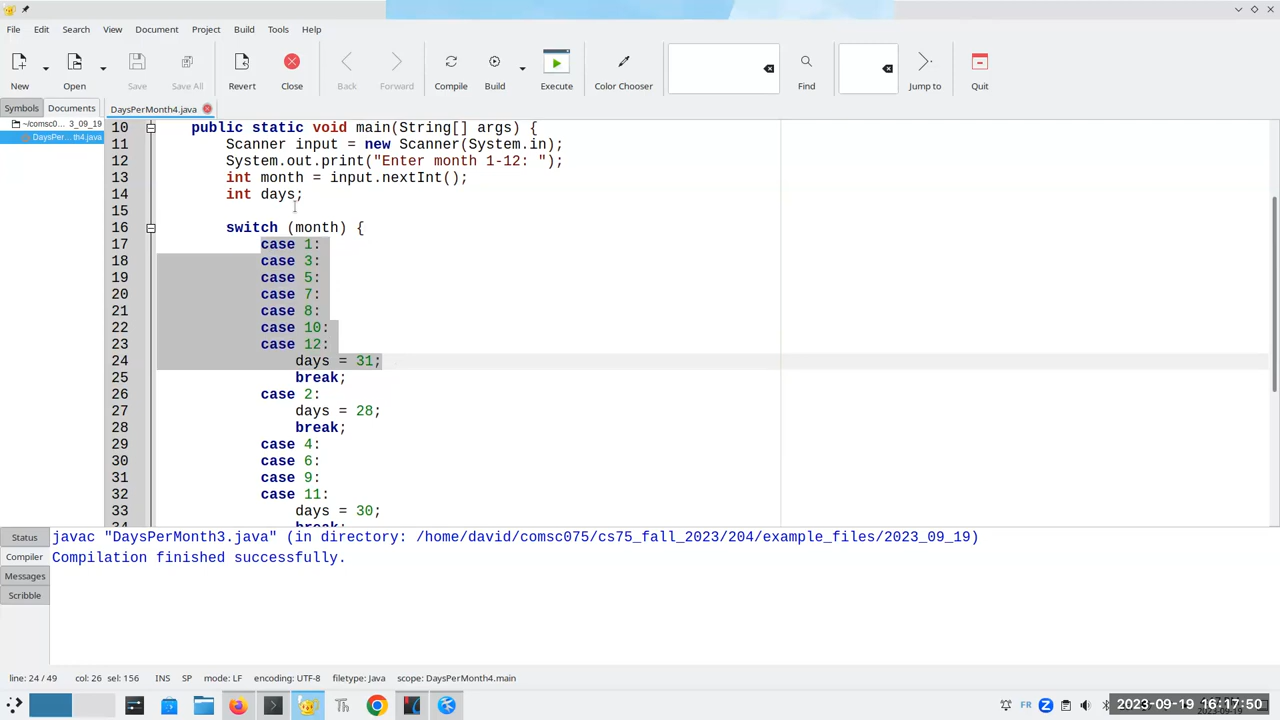 File Edit Search View Document Project Build Tools Help
New Open Save Save All Revert Close Back Forward Compile Build Execute Color Chooser Find Jump to Quit
Symbols Documents DaysPerMonth4.java
~/comsc0... 3_09_19
DaysPer...th4.java
10 public static void main(String[] args) {
11 Scanner input = new Scanner(System.in);
12 System.out.print("Enter month 1-12: ");
13 int month = input.nextInt();
14 int days;
15
16 switch (month) {
17 case 1:
18 case 3:
19 case 5:
20 case 7:
21 case 8:
22 case 10:
23 case 12:
24 days = 31;
25 break;
26 case 2:
27 days = 28;
28 break;
29 case 4:
30 case 6:
31 case 9:
32 case 11:
33 days = 30;
34 break;
Status
Compiler
Messages
Scribble
javac "DaysPerMonth3.java" (in directory: /home/david/comsc075/cs75_fall_2023/204/example_files/2023_09_19)
Compilation finished successfully.
line: 24 / 49 col: 26 sel: 156 INS SP mode: LF encoding: UTF-8 filetype: Java scope: DaysPerMonth4.main
FR 2023-09-19 16:17:50